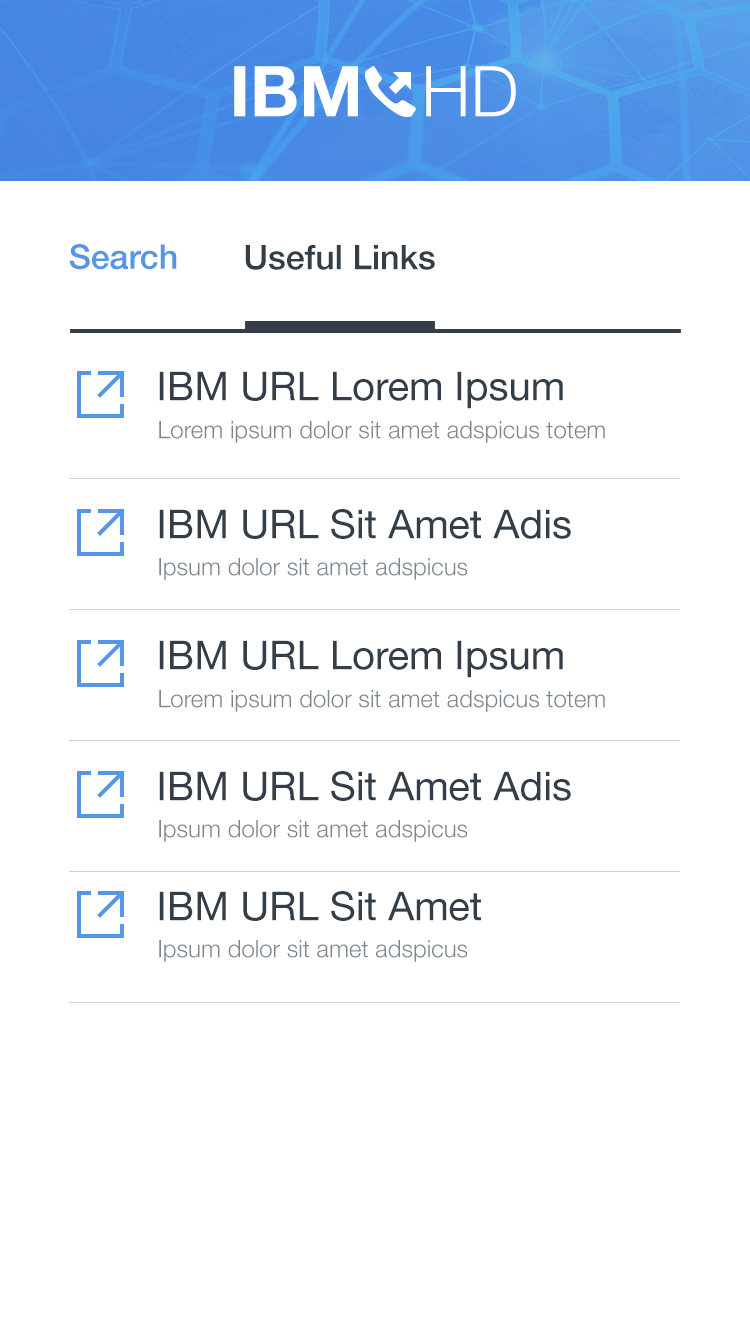 IBM HD
Search Useful Links
IBM URL Lorem Ipsum
Lorem ipsum dolor sit amet adspicus totem
IBM URL Sit Amet Adis
Ipsum dolor sit amet adspicus
IBM URL Lorem Ipsum
Lorem ipsum dolor sit amet adspicus totem
IBM URL Sit Amet Adis
Ipsum dolor sit amet adspicus
IBM URL Sit Amet
Ipsum dolor sit amet adspicus